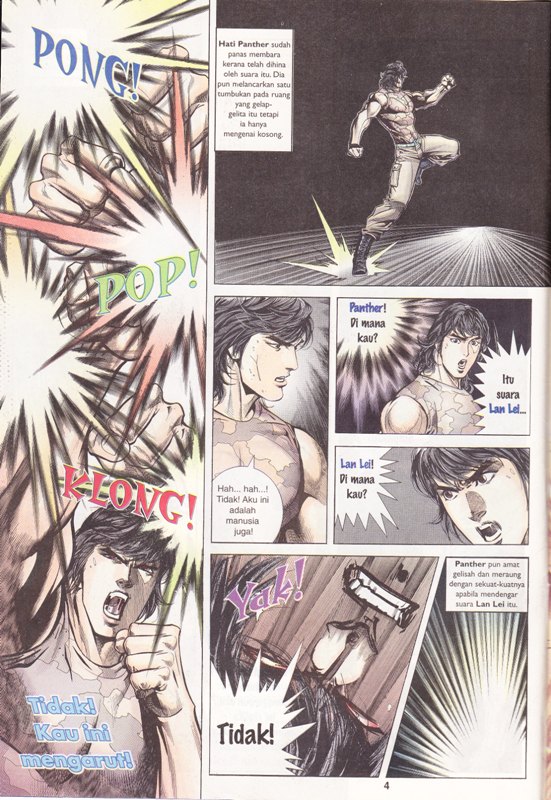 PONG!
Hati Panther sudah
panas membara
kerana telah dihina
oleh suara itu. Dia
pun melancarkan satu
tumbukan pada ruang
yang gelap-
gelita itu tetapi
ia hanya
mengenai kosong.
POP!
KLONG!
Tidak!
Kau ini
mengarut!
Hah... hah...!
Tidak! Aku ini
adalah
manusia
juga!
Panther!
Di mana
kau?
Itu
suara
Lan Lei...
Lan Lei!
Di mana
kau?
Yak!
Tidak!
Panther pun amat
gelisah dan meraung
dengan sekuat-kuatnya
apabila mendengar
suara Lan Lei itu.
4